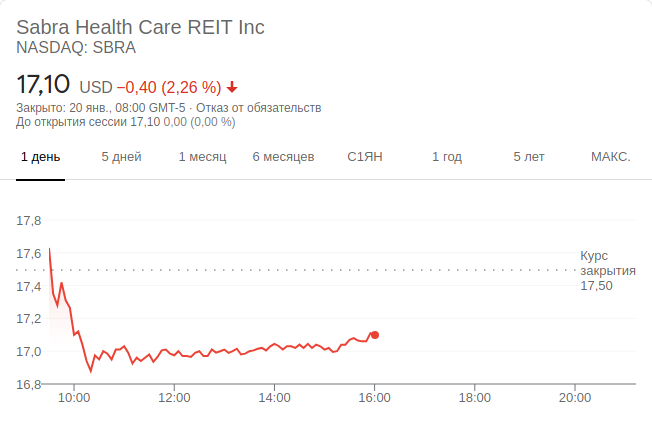 Sabra Health Care REIT Inc
NASDAQ: SBRA
17,10 USD −0,40 (2,26 %)
Закрыто: 20 янв., 08:00 GMT-5 · Отказ от обязательств
До открытия сессии 17,10 0,00 (0,00 %)
1 день 5 дней 1 месяц 6 месяцев С1ЯН 1 год 5 лет МАКС.
17,8
17,6
17,4
17,2
17,0
16,8
Курс
закрытия
17,50
10:00 12:00 14:00 16:00 18:00 20:00